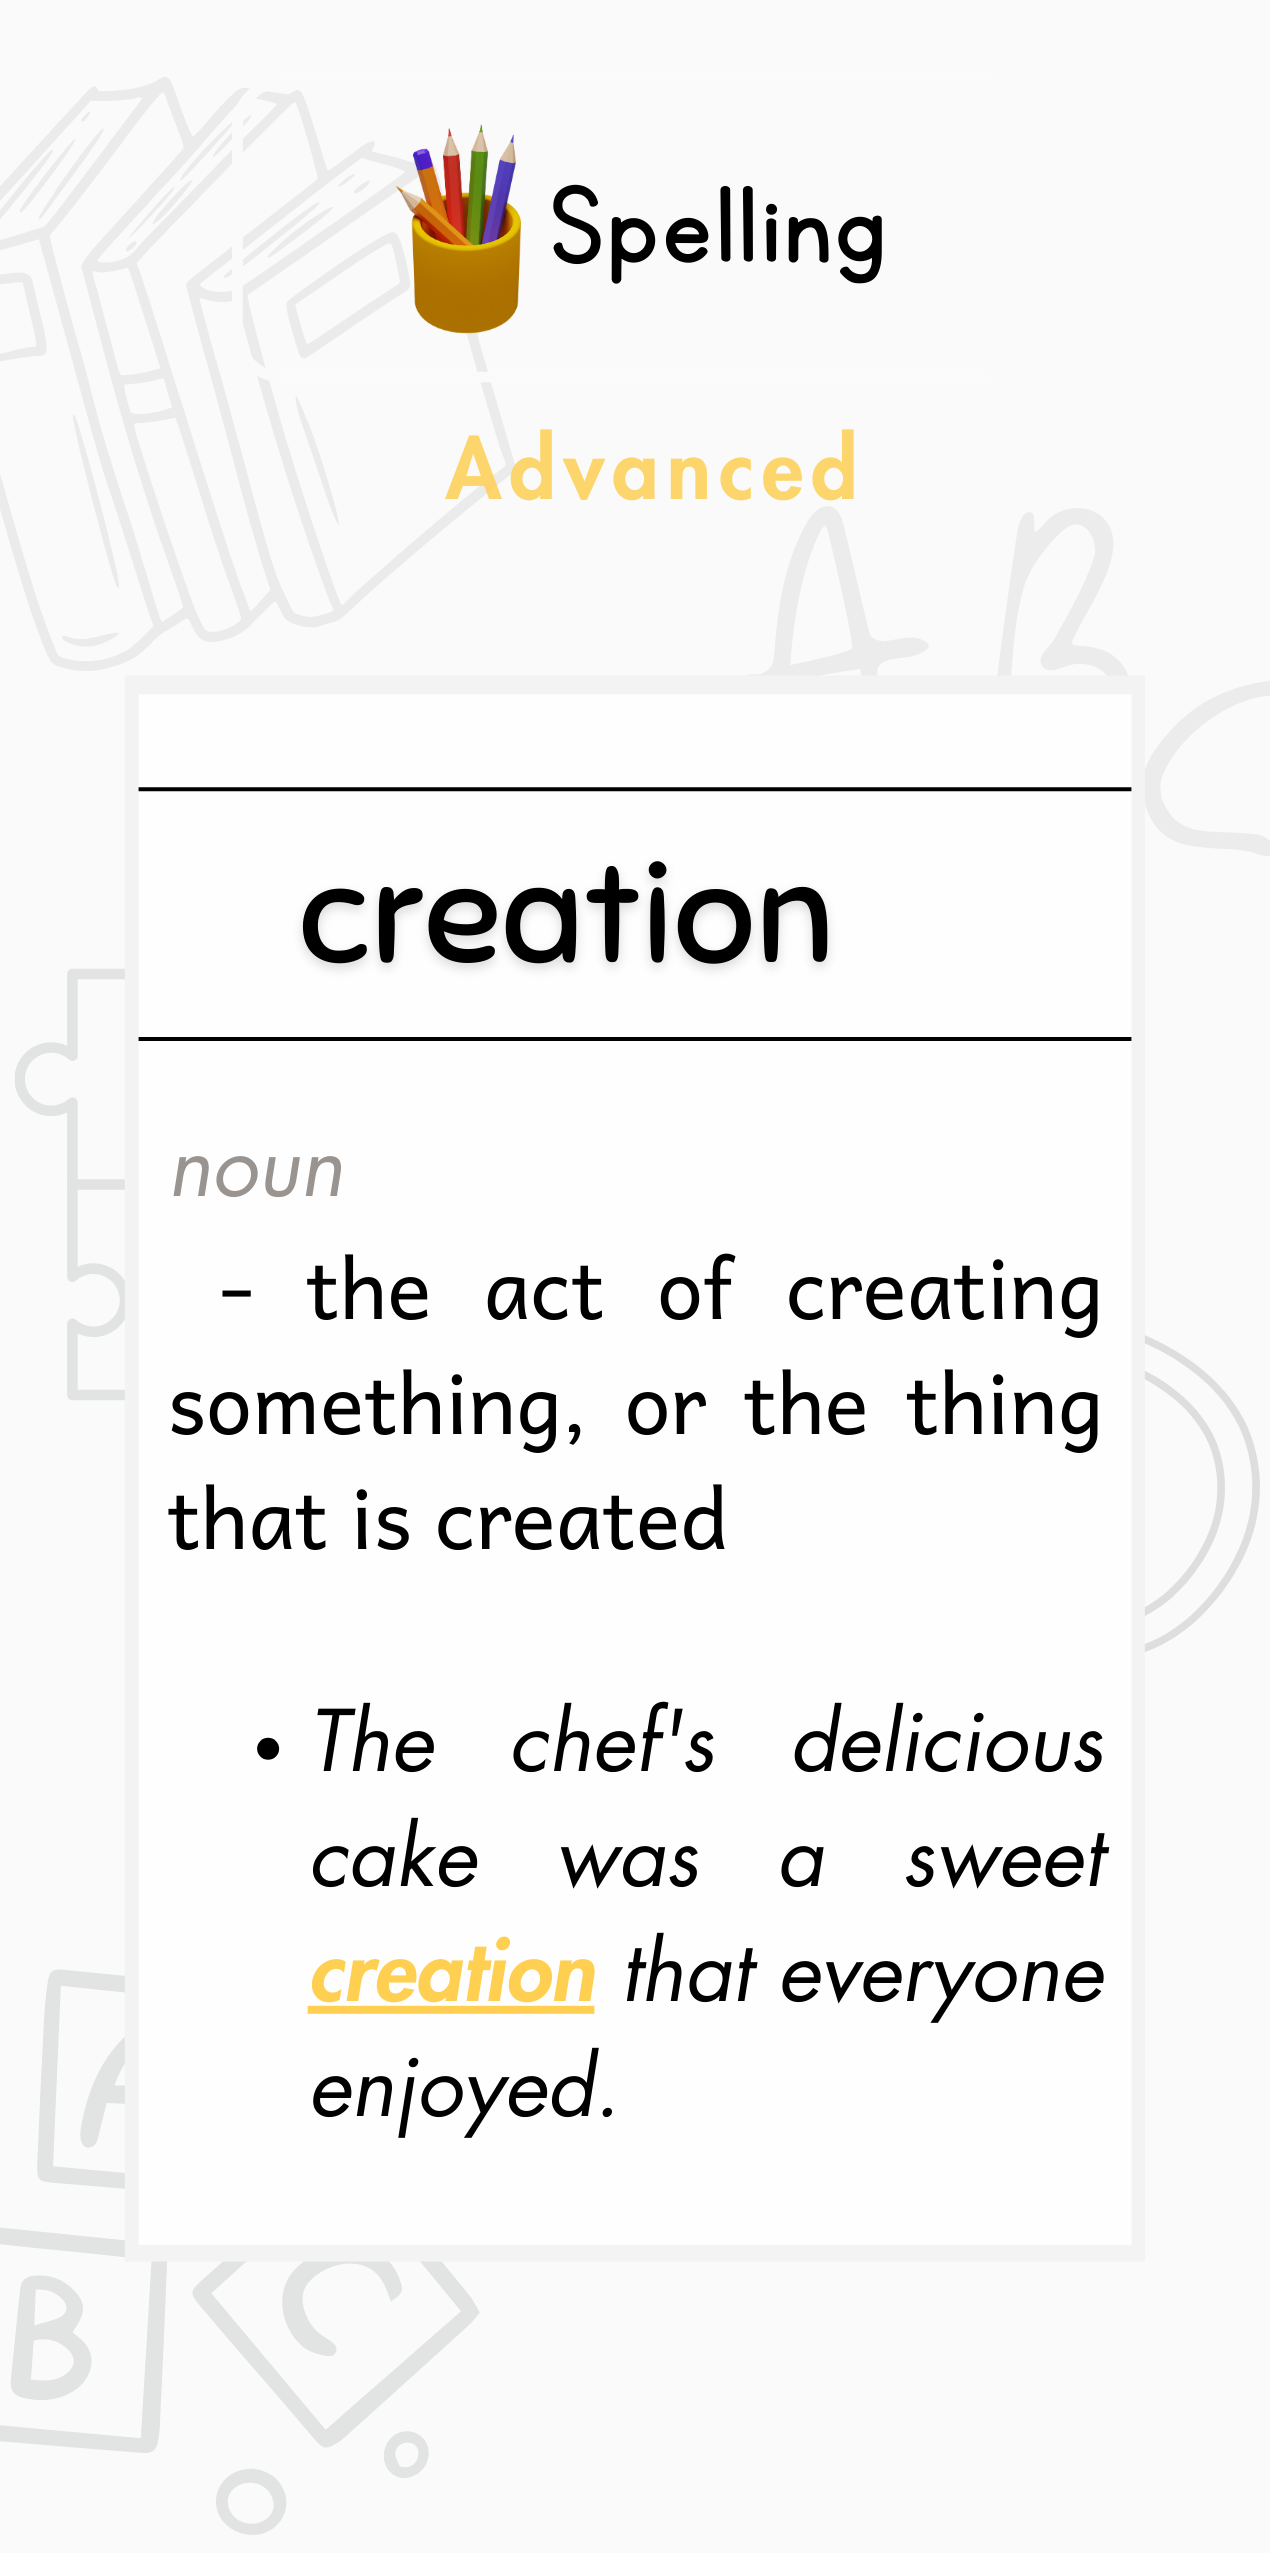 Spelling
Advanced
A B
creation
noun
- the act of creating
something, or the thing
that is created
• The chef's delicious
cake was a sweet
creation that everyone
enjoyed.
A
B C